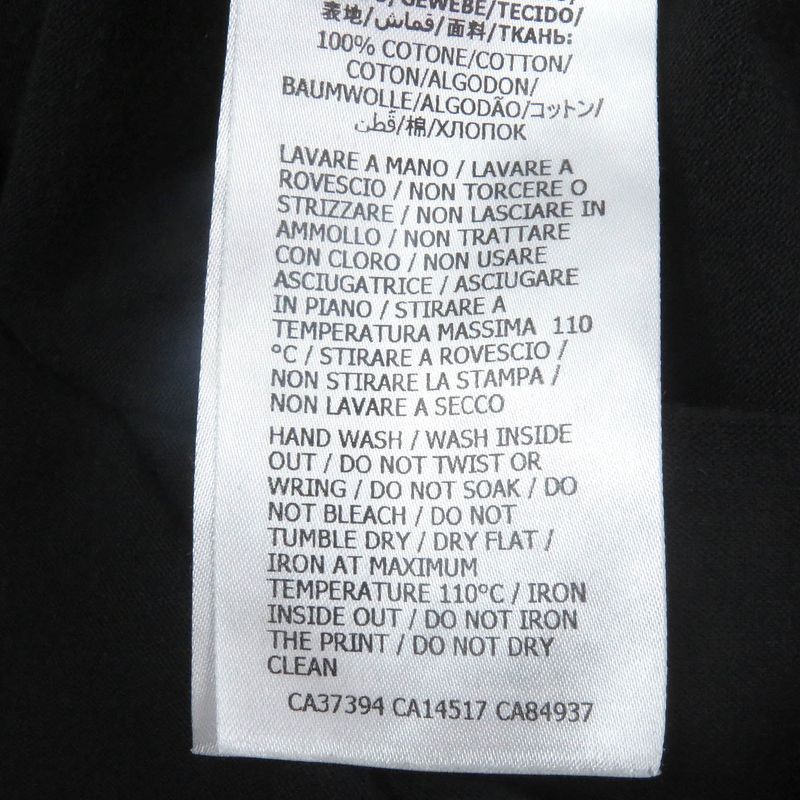 /GEWEBE/TECIDO/
表地/قماش/面料/ТКАНЬ:
100% COTONE/COTTON/
COTON/ALGODON/
BAUMWOLLE/ALGODÃO/コットン/
قطن/棉/ХЛОПОК
LAVARE A MANO / LAVARE A
ROVESCIO / NON TORCERE O
STRIZZARE / NON LASCIARE IN
AMMOLLO / NON TRATTARE
CON CLORO / NON USARE
ASCIUGATRICE / ASCIUGARE
IN PIANO / STIRARE A
TEMPERATURA MASSIMA 110
°C / STIRARE A ROVESCIO /
NON STIRARE LA STAMPA /
NON LAVARE A SECCO
HAND WASH / WASH INSIDE
OUT / DO NOT TWIST OR
WRING / DO NOT SOAK / DO
NOT BLEACH / DO NOT
TUMBLE DRY / DRY FLAT /
IRON AT MAXIMUM
TEMPERATURE 110°C / IRON
INSIDE OUT / DO NOT IRON
THE PRINT / DO NOT DRY
CLEAN
CA37394 CA14517 CA84937